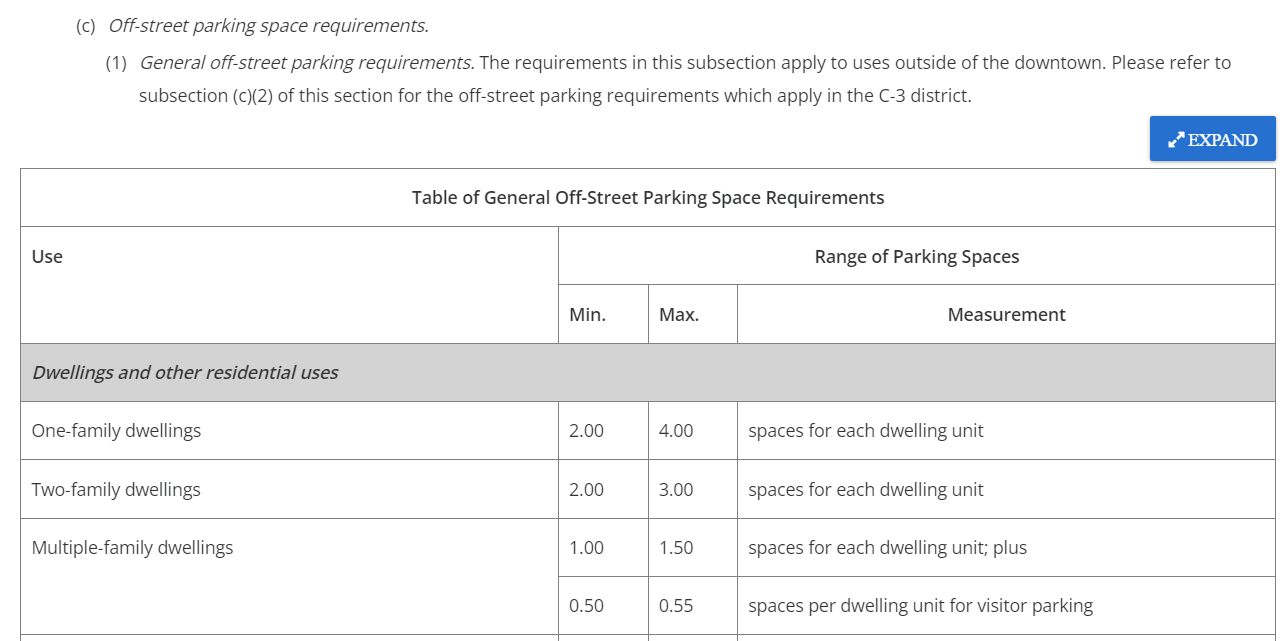 (c) Off-street parking space requirements.
(1) General off-street parking requirements. The requirements in this subsection apply to uses outside of the downtown. Please refer to
subsection (c)(2) of this section for the off-street parking requirements which apply in the C-3 district.
EXPAND
Table of General Off-Street Parking Space Requirements
Use Range of Parking Spaces
Min. Max. Measurement
Dwellings and other residential uses
One-family dwellings 2.00 4.00 spaces for each dwelling unit
Two-family dwellings 2.00 3.00 spaces for each dwelling unit
Multiple-family dwellings 1.00 1.50 spaces for each dwelling unit; plus
0.50 0.55 spaces per dwelling unit for visitor parking